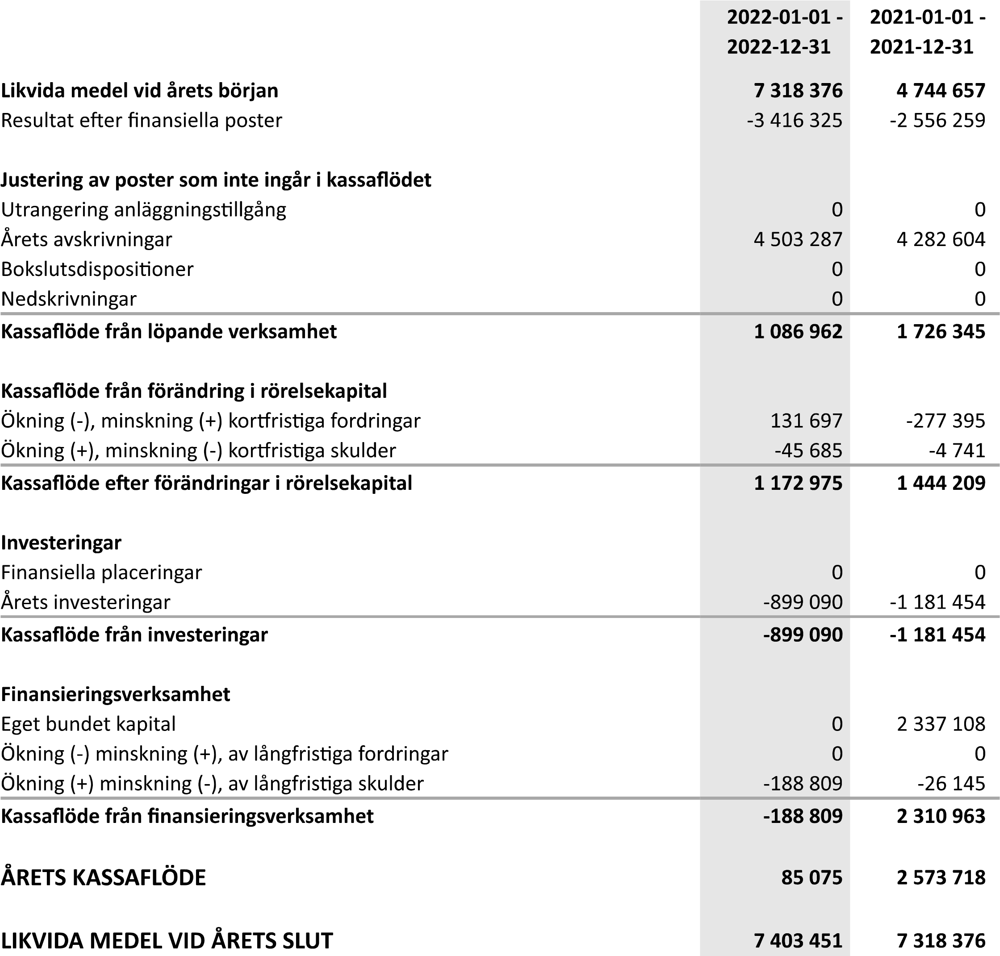 2022-01-01 - 2021-01-01 -
2022-12-31 2021-12-31
Likvida medel vid årets början 7 318 376 4 744 657
Resultat efter finansiella poster -3 416 325 -2 556 259
Justering av poster som inte ingår i kassaflödet
Utrangering anläggningstillgång 0 0
Årets avskrivningar 4 503 287 4 282 604
Bokslutsdispositioner 0 0
Nedskrivningar 0 0
Kassaflöde från löpande verksamhet 1 086 962 1 726 345
Kassaflöde från förändring i rörelsekapital
Ökning (-), minskning (+) kortfristiga fordringar 131 697 -277 395
Ökning (+), minskning (-) kortfristiga skulder -45 685 -4 741
Kassaflöde efter förändringar i rörelsekapital 1 172 975 1 444 209
Investeringar
Finansiella placeringar 0 0
Årets investeringar -899 090 -1 181 454
Kassaflöde från investeringar -899 090 -1 181 454
Finansieringsverksamhet
Eget bundet kapital 0 2 337 108
Ökning (-) minskning (+), av långfristiga fordringar 0 0
Ökning (+) minskning (-), av långfristiga skulder -188 809 -26 145
Kassaflöde från finansieringsverksamhet -188 809 2 310 963
ÅRETS KASSAFLÖDE 85 075 2 573 718
LIKVIDA MEDEL VID ÅRETS SLUT 7 403 451 7 318 376